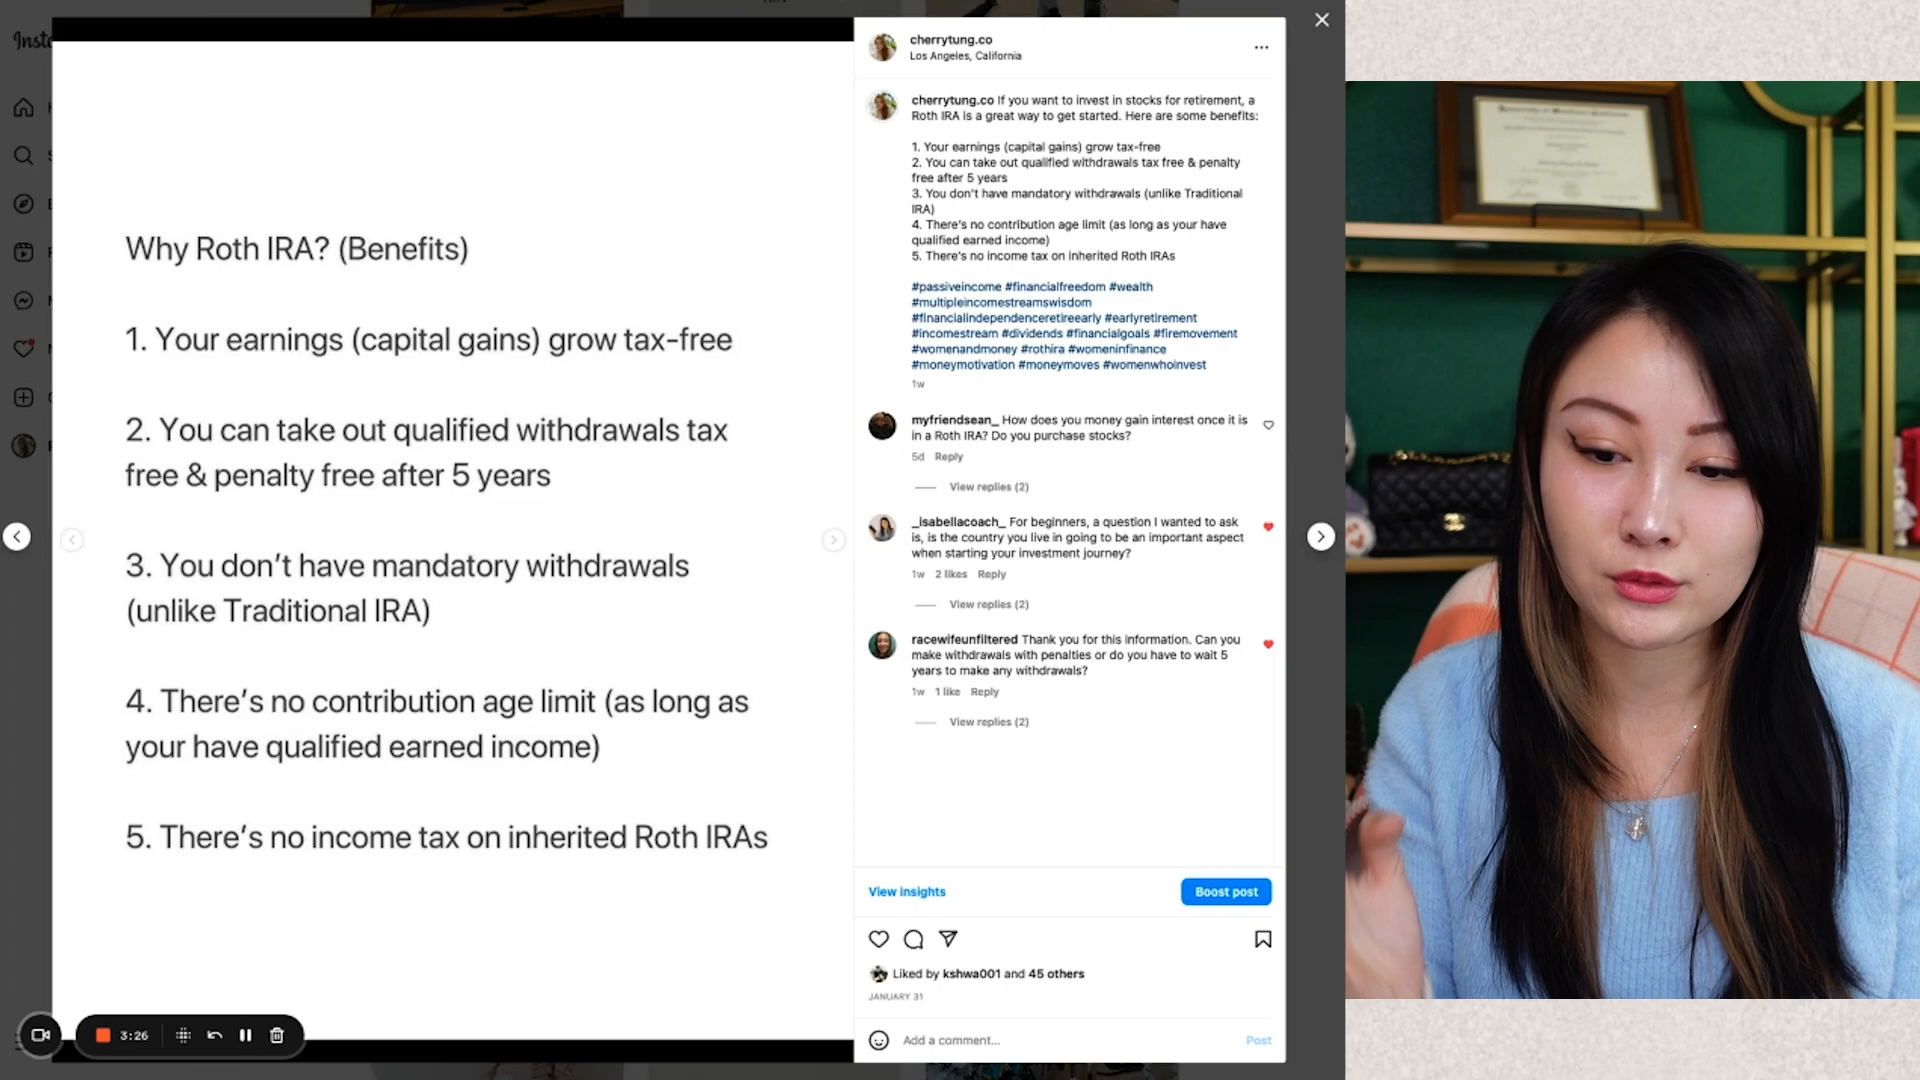 Insta
Why Roth IRA? (Benefits)
1. Your earnings (capital gains) grow tax-free
2. You can take out qualified withdrawals tax
free & penalty free after 5 years
3. You don't have mandatory withdrawals
(unlike Traditional IRA)
4. There's no contribution age limit (as long as
your have qualified earned income)
5. There's no income tax on inherited Roth IRAs
3:26
cherrytung.co
Los Angeles, California
cherrytung.co If you want to invest in stocks for retirement, a
Roth IRA is a great way to get started. Here are some benefits:
1. Your earnings (capital gains) grow tax-free
2. You can take out qualified withdrawals tax free & penalty
free after 5 years
3. You don't have mandatory withdrawals (unlike Traditional
IRA)
4. There's no contribution age limit (as long as your have
qualified earned income)
5. There's no income tax on inherited Roth IRAs
#passiveincome #financialfreedom #wealth
#multipleincomestreamswisdom
#financialindependenceretireearly #earlyretirement
#incomestream #dividends #financialgoals #firemovement
#womenandmoney #rothira #womeninfinance
#moneymotivation #moneymoves #womenwhoinvest
1w
myfriendsean_ How does you money gain interest once it is
in a Roth IRA? Do you purchase stocks?
5d Reply
View replies (2)
_isabellacoach_ For beginners, a question I wanted to ask
is, is the country you live in going to be an important aspect
when starting your investment journey?
1w 2 likes Reply
View replies (2)
racewifeunfiltered Thank you for this information. Can you
make withdrawals with penalties or do you have to wait 5
years to make any withdrawals?
1w 1 like Reply
View replies (2)
View insights
Boost post
Liked by kshwa001 and 45 others
JANUARY 31
Add a comment...
Post